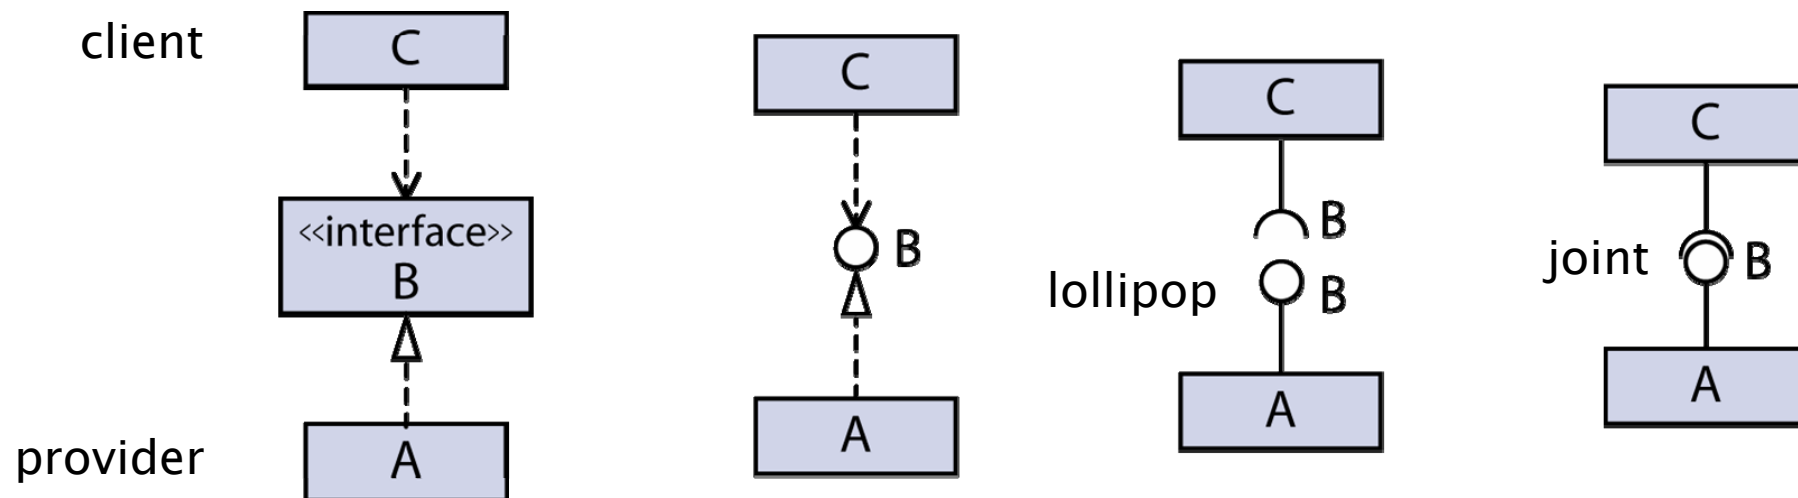 client
C
<<interface>>
B
provider
A
C
B
A
C
B
lollipop
B
A
C
joint
B
A